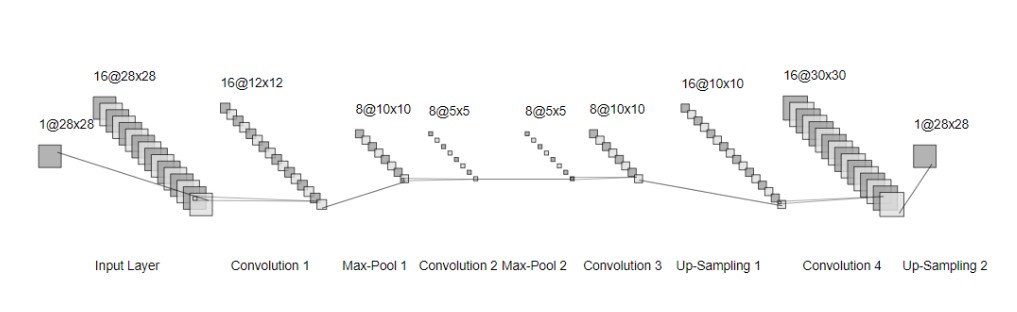 16@28x28
16@12x12
16@10x10
16@30x30
8@10x10
8@5x5
8@5x5
8@10x10
1@28x28
1@28x28
Input Layer
Convolution 1
Max-Pool 1
Convolution 2
Max-Pool 2
Convolution 3
Up-Sampling 1
Convolution 4
Up-Sampling 2